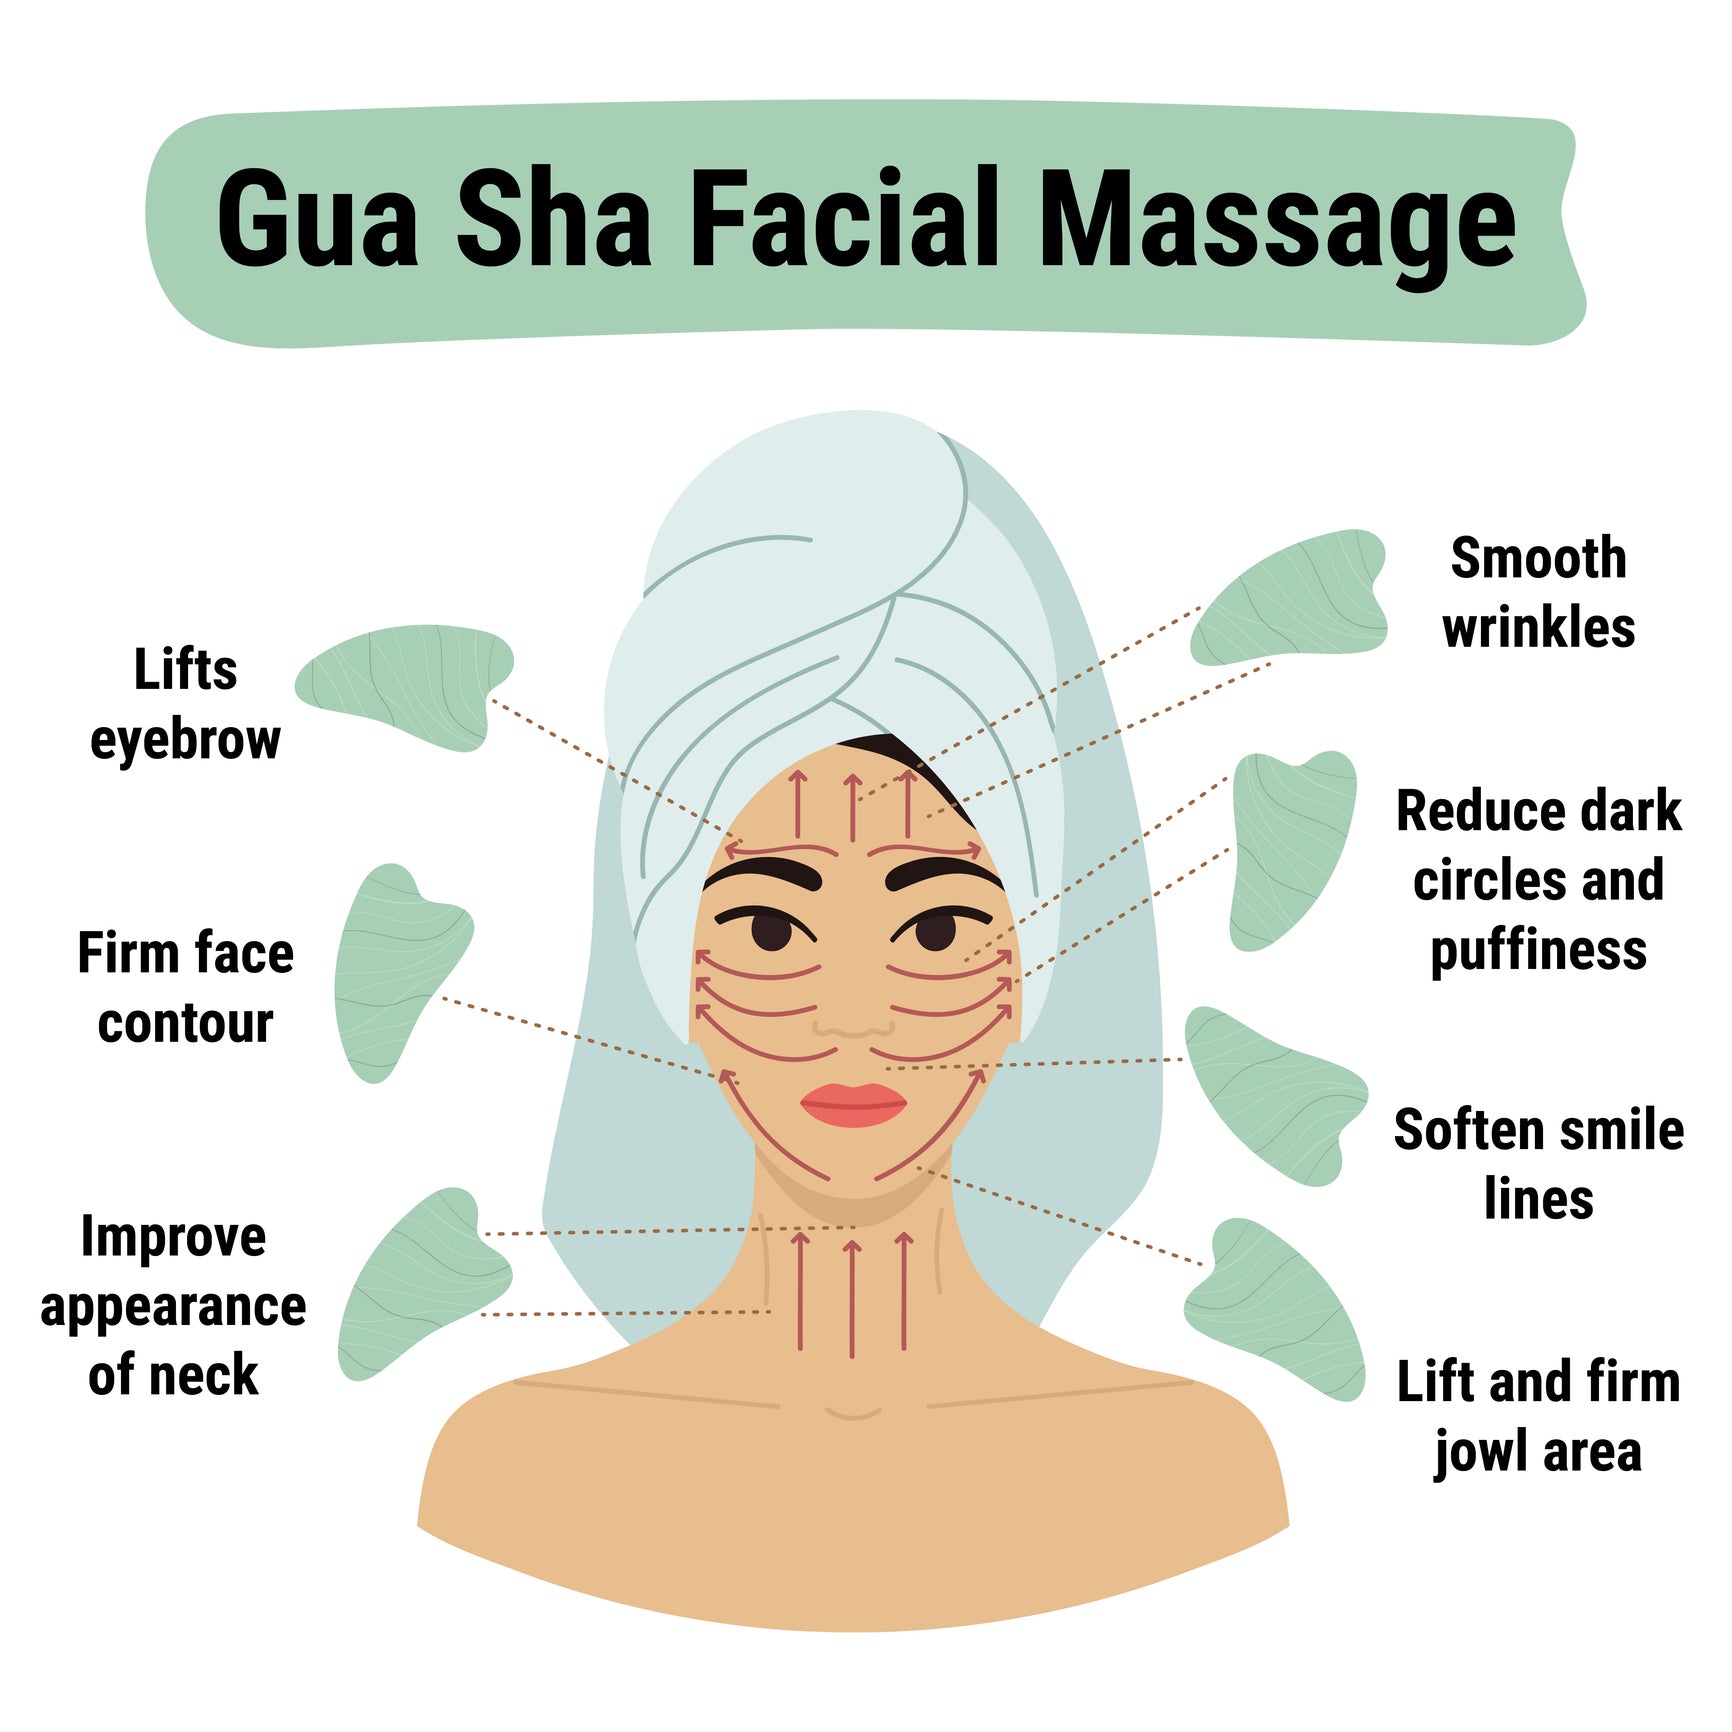 Gua Sha Facial Massage
Lifts
eyebrow
Firm face
contour
Improve
appearance
of neck
Smooth
wrinkles
Reduce dark
circles and
puffiness
Soften smile
lines
Lift and firm
jowl area